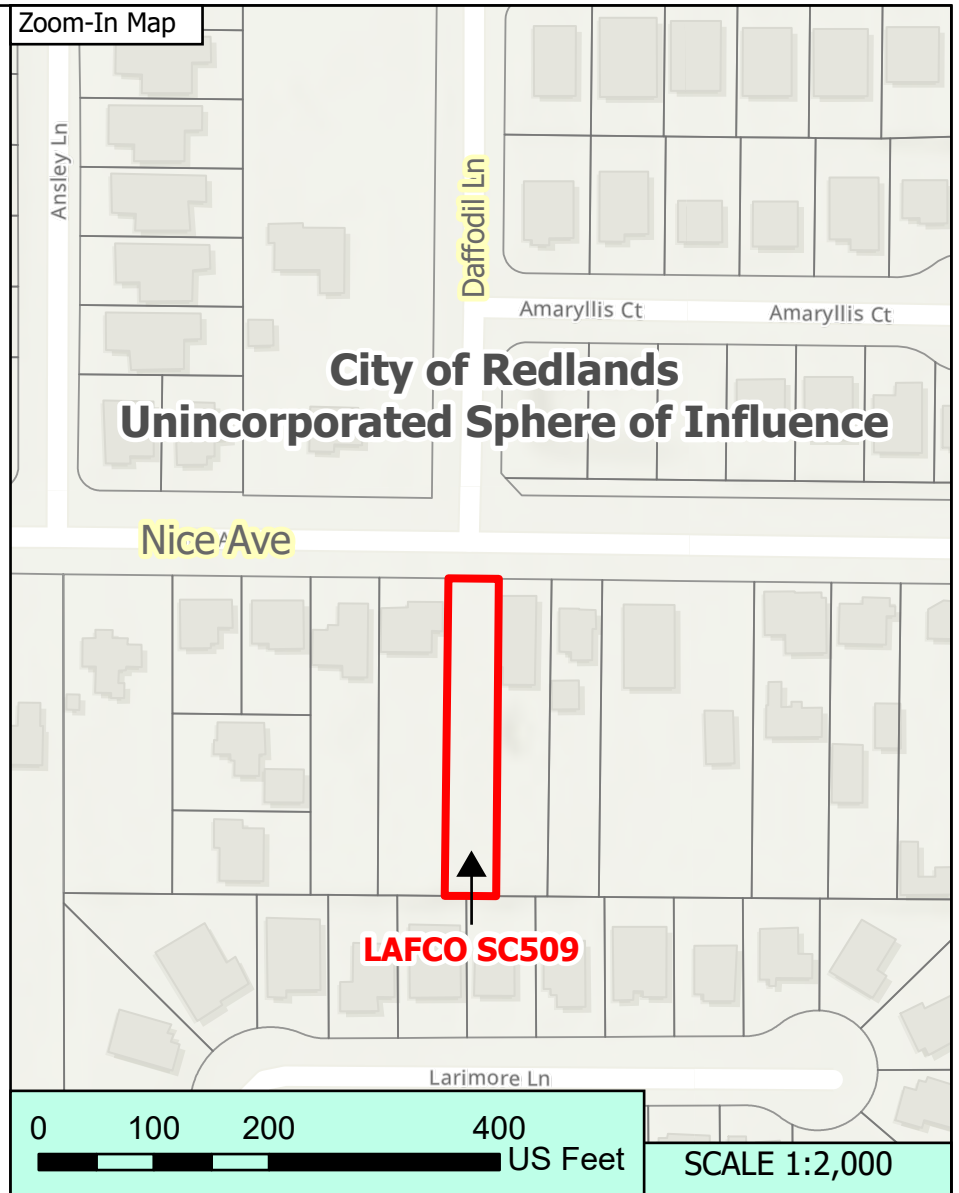 Zoom-In Map
Ansley Ln
Daffodil Ln
Amaryllis Ct
Amaryllis Ct
City of Redlands
Unincorporated Sphere of Influence
Nice Ave
LAFCO SC509
Larimore Ln
0 100 200 400
US Feet
SCALE 1:2,000